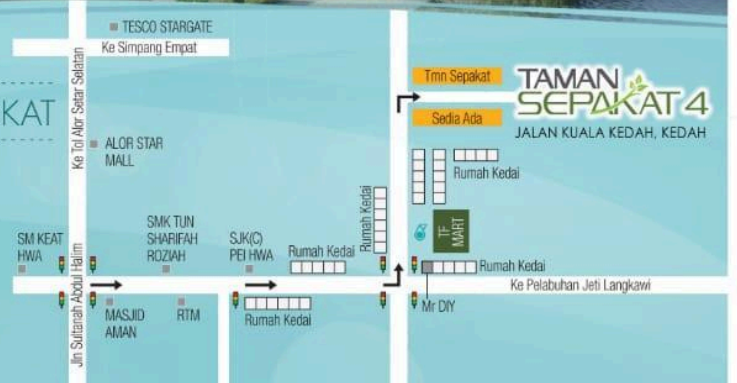 TESCO STARGATE
Ke Simpang Empat
Ke Tol Alor Setar Selatan
KAT
ALOR STAR
MALL
Tmn Sepakat
Sedia Ada
TAMAN
SEPAKAT 4
JALAN KUALA KEDAH, KEDAH
Rumah Kedai
Rumah Kedai
TF
MART
SM KEAT
HWA
Jln Sultanah Abdul Halim
SMK TUN
SHARIFAH
ROZIAH
SJK(C)
PEI HWA
Rumah Kedai
Rumah Kedai
Ke Pelabuhan Jeti Langkawi
MASJID
AMAN
RTM
Rumah Kedai
Mr DIY